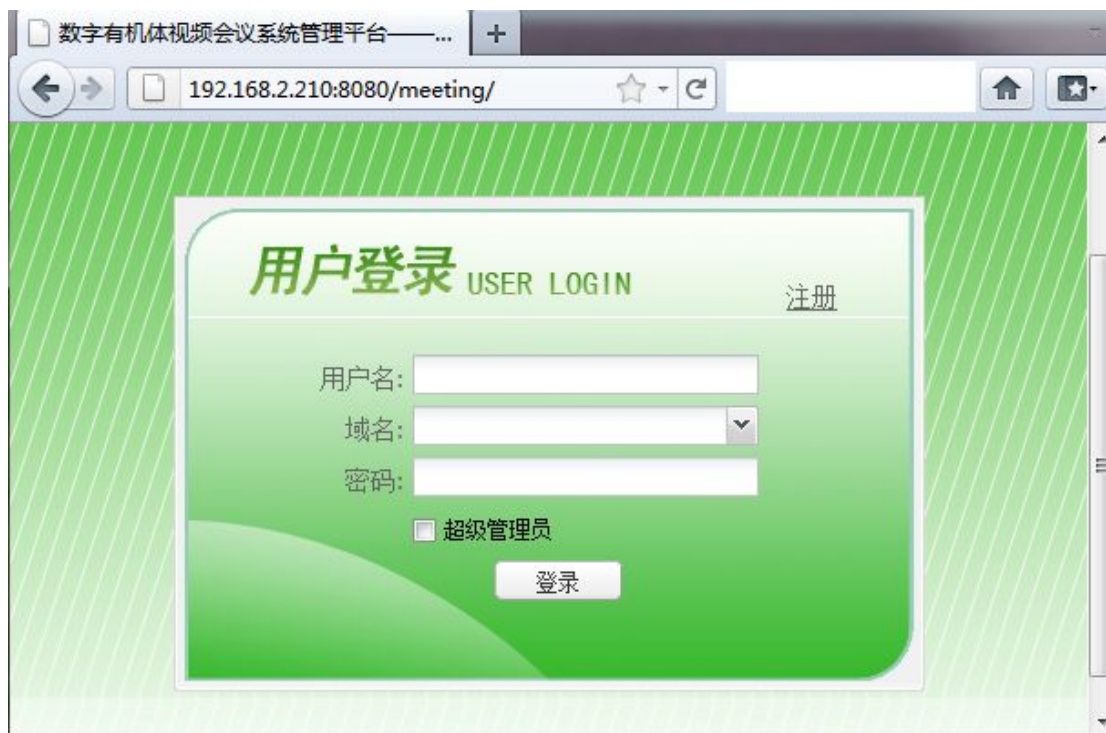 数字有机体视频会议系统管理平台——...
192.168.2.210:8080/meeting/
用户登录 USER LOGIN
注册
用户名:
域名:
密码:
超级管理员
登录